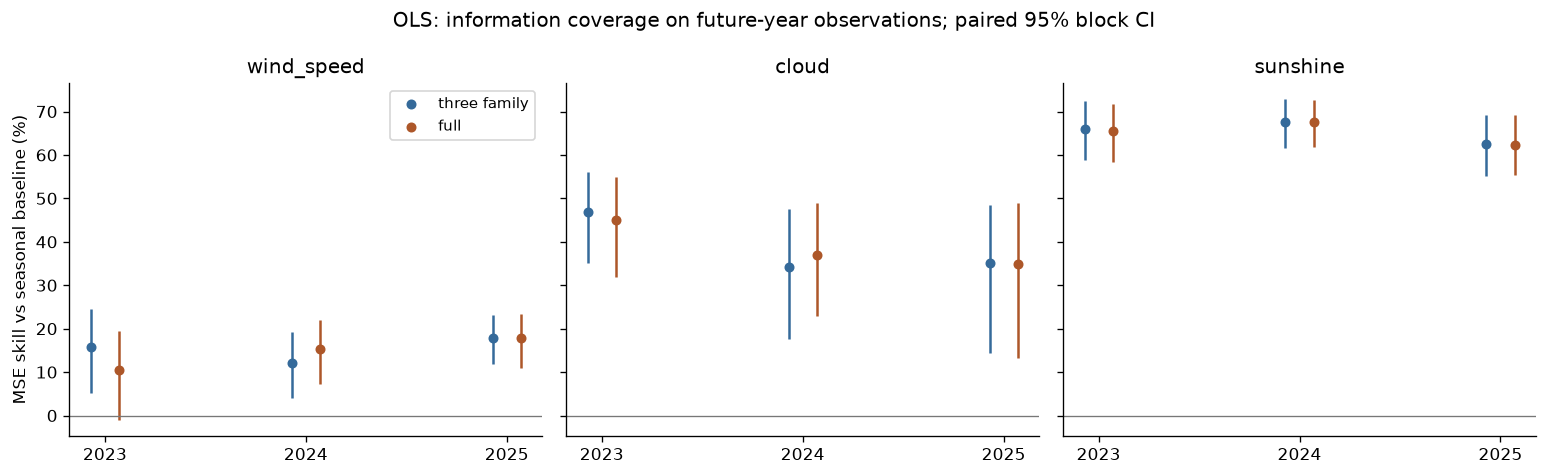 OLS: information coverage on future-year observations; paired 95% block CI
wind_speed
cloud
sunshine
three family
full
MSE skill vs seasonal baseline (%)
70
60
50
40
30
20
10
0
2023
2024
2025
2023
2024
2025
2023
2024
2025